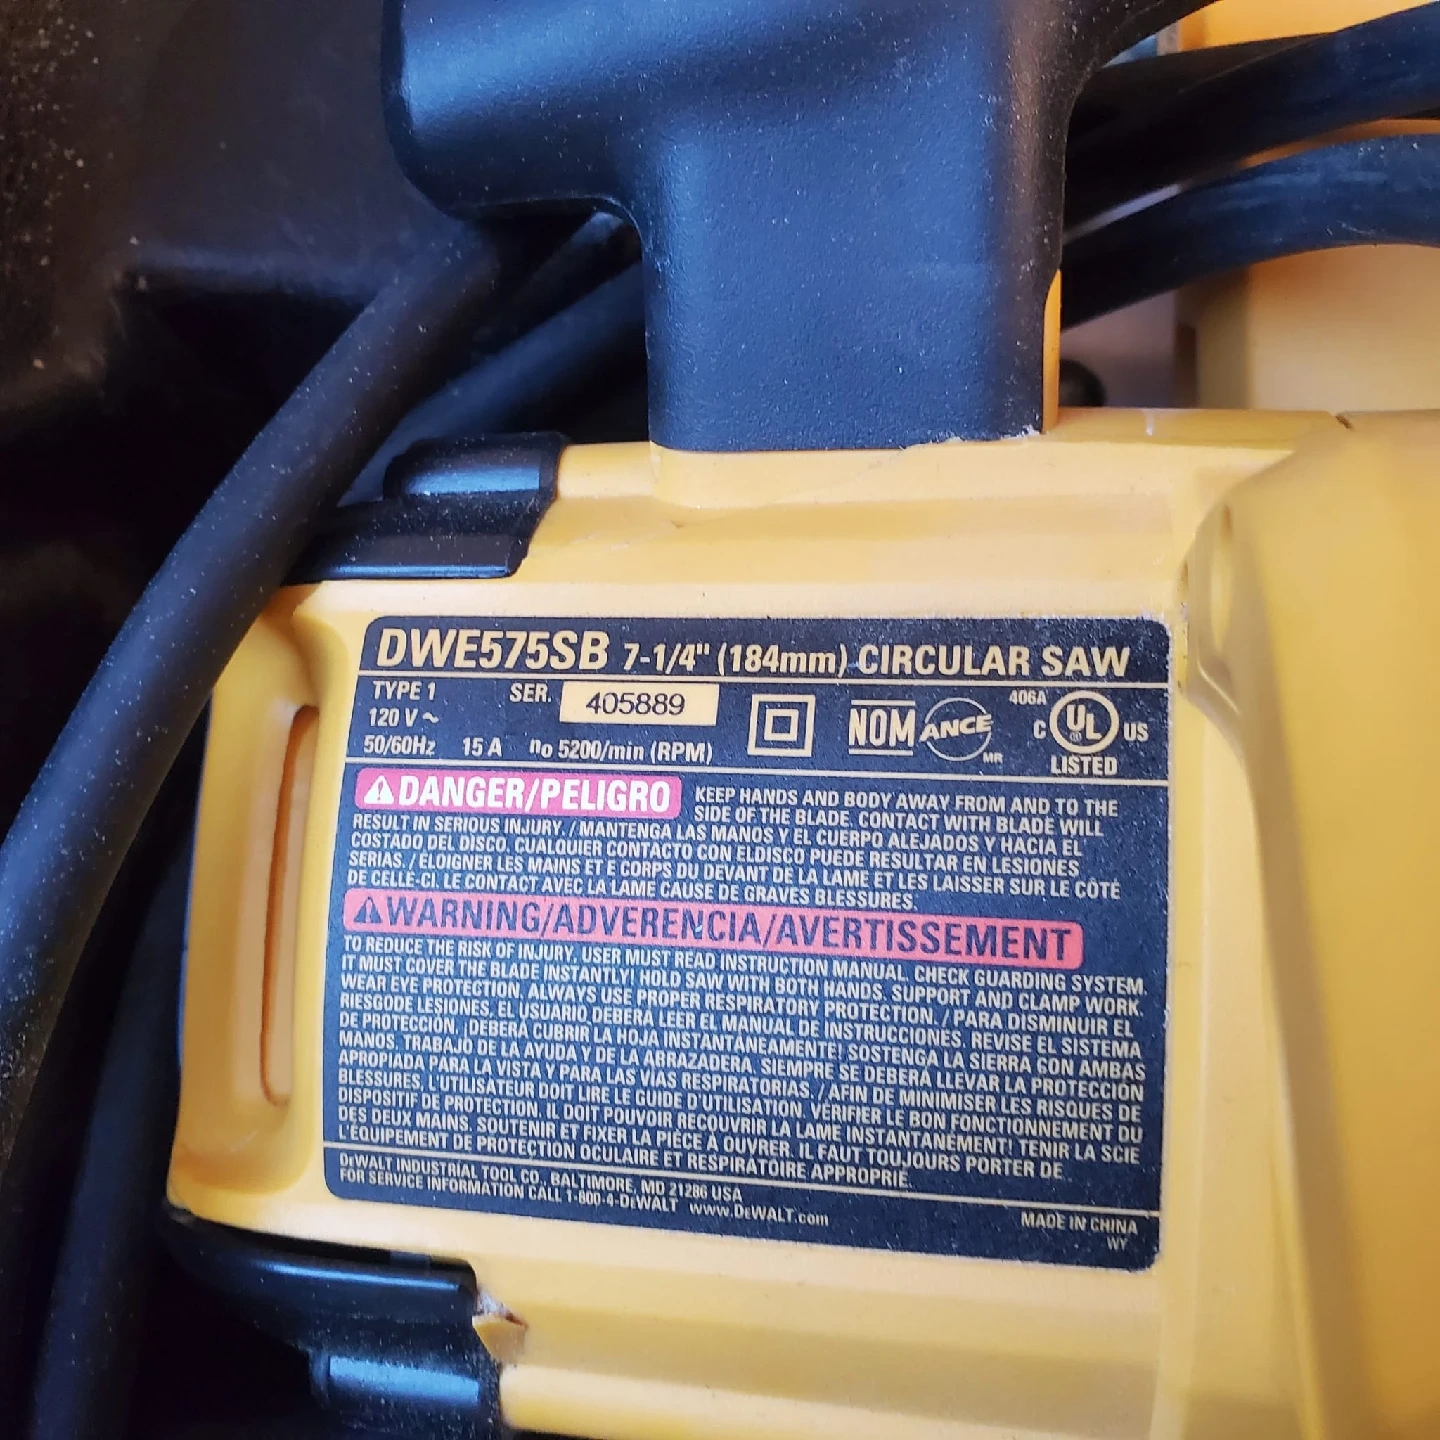 DWE575SB 7-1/4" (184mm) CIRCULAR SAW
TYPE 1 SER. 405889
120 V ~
50/60Hz 15 A no 5200/min (RPM)
NOM ANCE MR
406A
C UL US
LISTED
DANGER/PELIGRO KEEP HANDS AND BODY AWAY FROM AND TO THE
SIDE OF THE BLADE. CONTACT WITH BLADE WILL
RESULT IN SERIOUS INJURY. / MANTENGA LAS MANOS Y EL CUERPO ALEJADOS Y HACIA EL
COSTADO DEL DISCO. CUALQUIER CONTACTO CON ELDISCO PUEDE RESULTAR EN LESIONES
SERIAS. / ELOIGNER LES MAINS ET E CORPS DU DEVANT DE LA LAME ET LES LAISSER SUR LE CÔTÉ
DE CELLE-CI. LE CONTACT AVEC LA LAME CAUSE DE GRAVES BLESSURES.
WARNING/ADVERENCIA/AVERTISSEMENT
TO REDUCE THE RISK OF INJURY, USER MUST READ INSTRUCTION MANUAL. CHECK GUARDING SYSTEM.
IT MUST COVER THE BLADE INSTANTLY! HOLD SAW WITH BOTH HANDS. SUPPORT AND CLAMP WORK.
WEAR EYE PROTECTION. ALWAYS USE PROPER RESPIRATORY PROTECTION. / PARA DISMINUIR EL
RIESGODE LESIONES, EL USUARIO DEBERÁ LEER EL MANUAL DE INSTRUCCIONES. REVISE EL SISTEMA
DE PROTECCIÓN. ¡DEBERÁ CUBRIR LA HOJA INSTANTÁNEAMENTE! SOSTENGA LA SIERRA CON AMBAS
MANOS. TRABAJO DE LA AYUDA Y DE LA ABRAZADERA. SIEMPRE SE DEBERÁ LLEVAR LA PROTECCIÓN
APROPIADA PARA LA VISTA Y PARA LAS VÍAS RESPIRATORIAS. / AFIN DE MINIMISER LES RISQUES DE
BLESSURES, L'UTILISATEUR DOIT LIRE LE GUIDE D'UTILISATION. VÉRIFIER LE BON FONCTIONNEMENT DU
DISPOSITIF DE PROTECTION. IL DOIT POUVOIR RECOUVRIR LA LAME INSTANTANÉMENT! TENIR LA SCIE
DES DEUX MAINS. SOUTENIR ET FIXER LA PIÈCE À OUVRER. IL FAUT TOUJOURS PORTER DE
L'ÉQUIPEMENT DE PROTECTION OCULAIRE ET RESPIRATOIRE APPROPRIÉ.
DEWALT INDUSTRIAL TOOL CO., BALTIMORE, MD 21286 USA
FOR SERVICE INFORMATION CALL 1-800-4-DEWALT www.DEWALT.com
MADE IN CHINA
WY